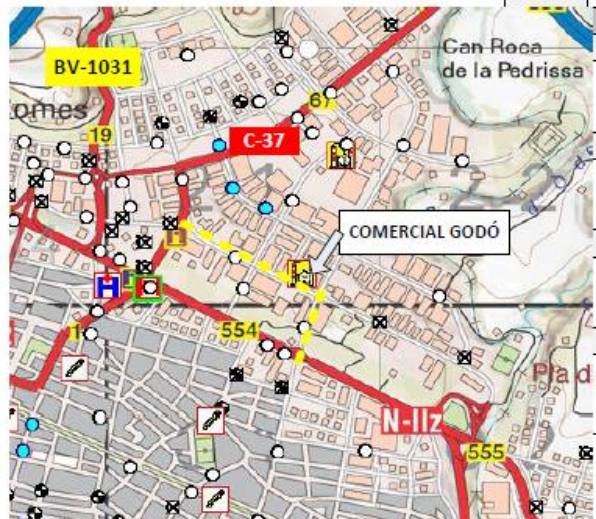 BV-1031
Can Roca
de la Pedrissa
omes
67
19
C-37
COMERCIAL GODÓ
H
554
1
Pla d
N-IIz
555